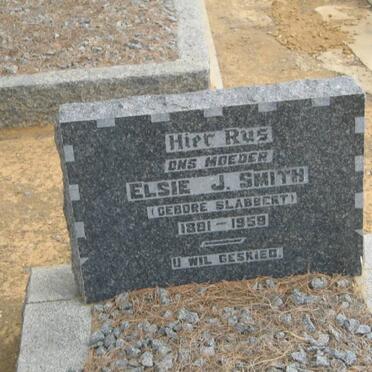 Hier Rus
ONS MOEDER
ELSIE J. SMITH
(GEBORE SLABBERT)
1881-1959
U WIL GESKIED.